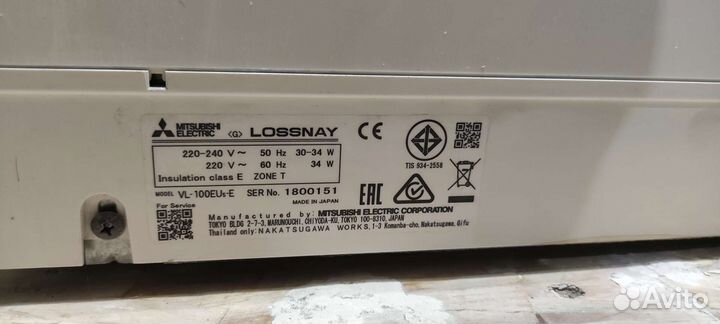 MITSUBISHI
ELECTRIC
<G> LOSSNAY
CE
TIS 934-2558
220-240 V~ 50 Hz 30-34 W
220 V~ 60 Hz 34 W
Insulation class E ZONE T
MODEL VL-100EU5-E SER No. 1800151
MADE IN JAPAN
EAC
For Service
Manufactured by: MITSUBISHI ELECTRIC CORPORATION
TOKYO BLDG 2-7-3, MARUNOUCHI, CHIYODA-KU, TOKYO 100-8310, JAPAN
Thailand only: NAKATSUGAWA WORKS, 1-3 Komanba-cho, Nakatsugawa, Gifu
Avito